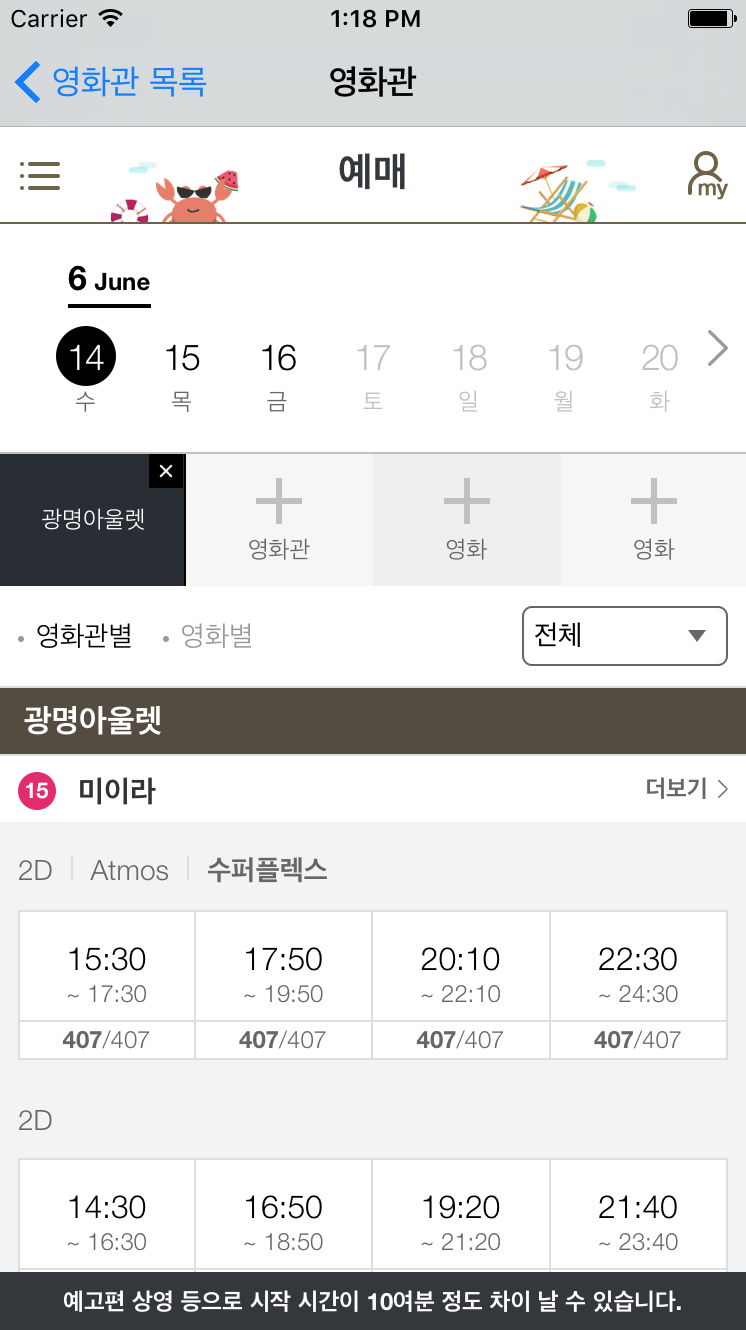 Carrier 1:18 PM
영화관 목록 영화관
예매 my
6 June
14 15 16 17 18 19 20
수 목 금 토 일 월 화
광명아울렛 영화관 영화 영화
영화관별 영화별 전체
광명아울렛
15 미이라 더보기
2D Atmos 수퍼플렉스
15:30 17:50 20:10 22:30
~ 17:30 ~ 19:50 ~ 22:10 ~ 24:30
407/407 407/407 407/407 407/407
2D
14:30 16:50 19:20 21:40
~ 16:30 ~ 18:50 ~ 21:20 ~ 23:40
예고편 상영 등으로 시작 시간이 10여분 정도 차이 날 수 있습니다.